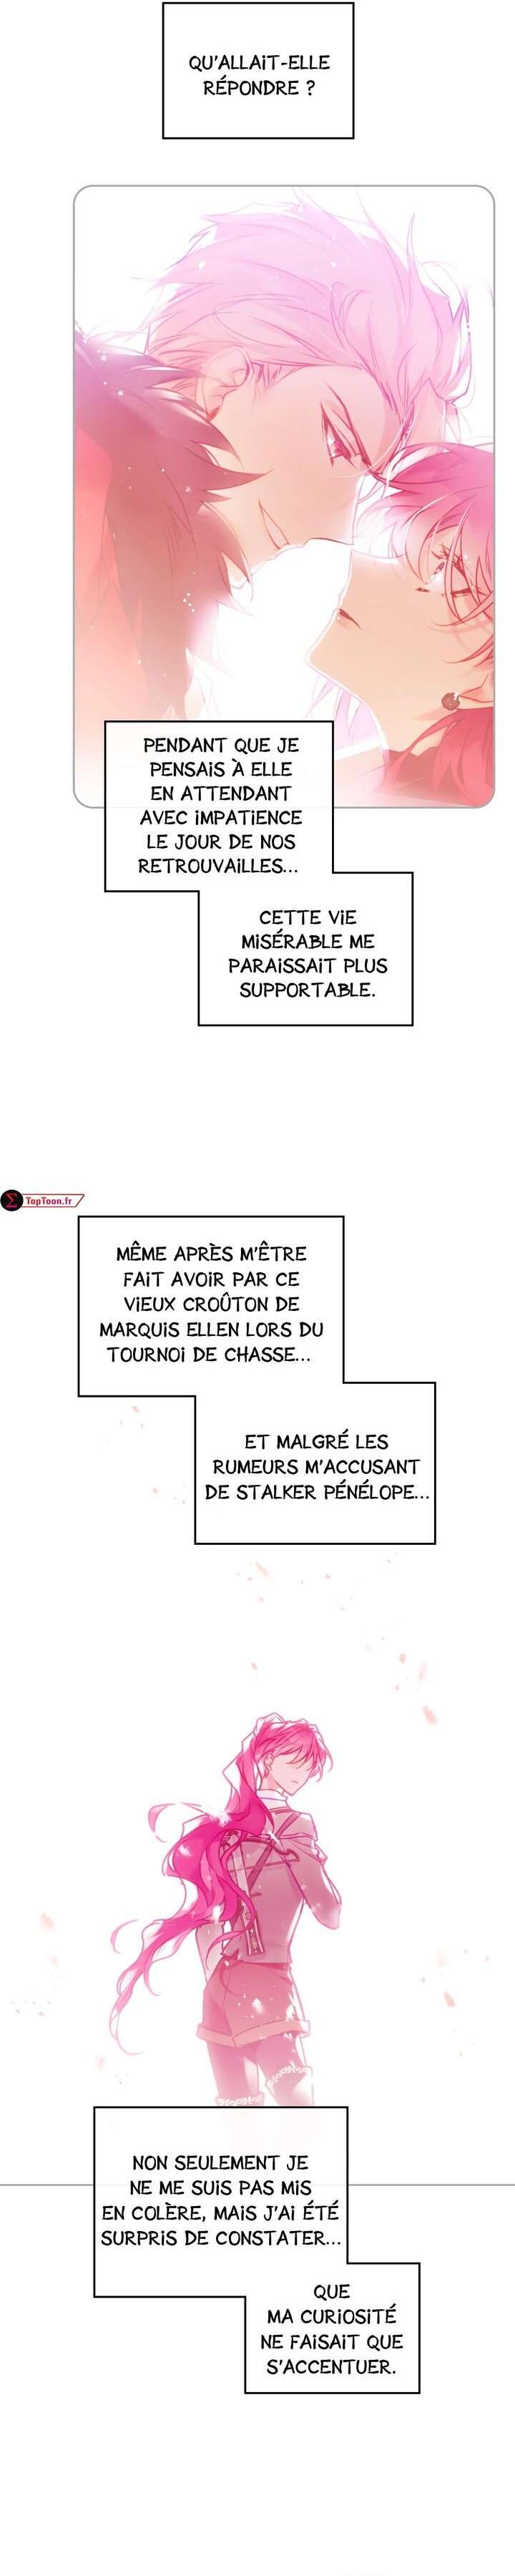 QU'ALLAIT-ELLE
RÉPONDRE ?
PENDANT QUE JE
PENSAIS À ELLE
EN ATTENDANT
AVEC IMPATIENCE
LE JOUR DE NOS
RETROUVAILLES...
CETTE VIE
MISÉRABLE ME
PARAISSAIT PLUS
SUPPORTABLE.
TopToon.fr
MÊME APRÈS M'ÊTRE
FAIT AVOIR PAR CE
VIEUX CROÛTON DE
MARQUIS ELLEN LORS DU
TOURNOI DE CHASSE...
ET MALGRÉ LES
RUMEURS M'ACCUSANT
DE STALKER PÉNÉLOPE...
NON SEULEMENT JE
NE ME SUIS PAS MIS
EN COLÈRE, MAIS J'AI ÉTÉ
SURPRIS DE CONSTATER...
QUE
MA CURIOSITÉ
NE FAISAIT QUE
S'ACCENTUER.